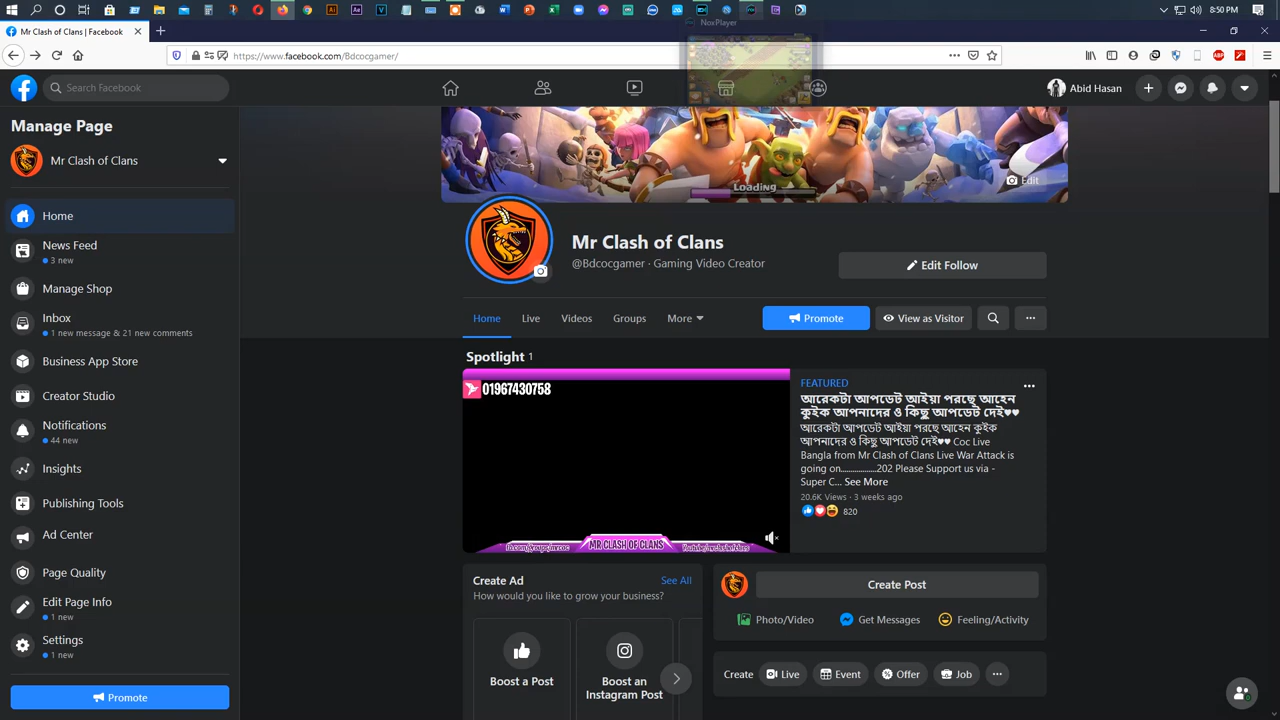 NoxPlayer
8:50 PM
Mr Clash of Clans | Facebook
https://www.facebook.com/Bdcocgamer/
Search Facebook
Abid Hasan
Manage Page
Mr Clash of Clans
Home
News Feed
3 new
Manage Shop
Inbox
1 new message & 21 new comments
Business App Store
Creator Studio
Notifications
44 new
Insights
Publishing Tools
Ad Center
Page Quality
Edit Page Info
1 new
Settings
1 new
Promote
Loading
Edit
Mr Clash of Clans
@Bdcocgamer · Gaming Video Creator
Edit Follow
Home Live Videos Groups More
Promote
View as Visitor
Spotlight 1
01967430758
MR CLASH OF CLANS
FEATURED
আরেকটা আপডেট আইয়া পরছে আহেন
কুইক আপনাদের ও কিছু আপডেট দেই♥♥
আরেকটা আপডেট আইয়া পরছে আহেন কুইক
আপনাদের ও কিছু আপডেট দেই♥♥ Coc Live
Bangla from Mr Clash of Clans Live War Attack is
going on.................202 Please Support us via -
Super C... See More
20.6K Views · 3 weeks ago
820
Create Ad
See All
How would you like to grow your business?
Boost a Post
Boost an
Instagram Post
Create Post
Photo/Video
Get Messages
Feeling/Activity
Create
Live
Event
Offer
Job